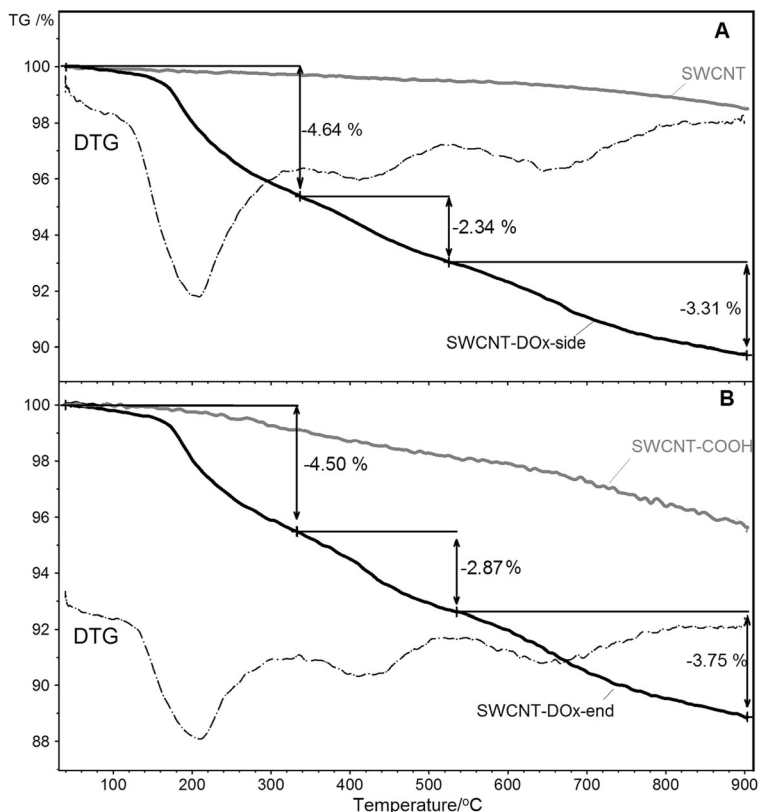 TG /%
A
100
SWCNT
98
DTG
-4.64 %
96
-2.34 %
94
92
-3.31 %
SWCNT-DOx-side
90
B
100
SWCNT-COOH
98
-4.50 %
96
94
-2.87 %
92
DTG
-3.75 %
90
SWCNT-DOx-end
88
100 200 300 400 500 600 700 800 900
Temperature/°C